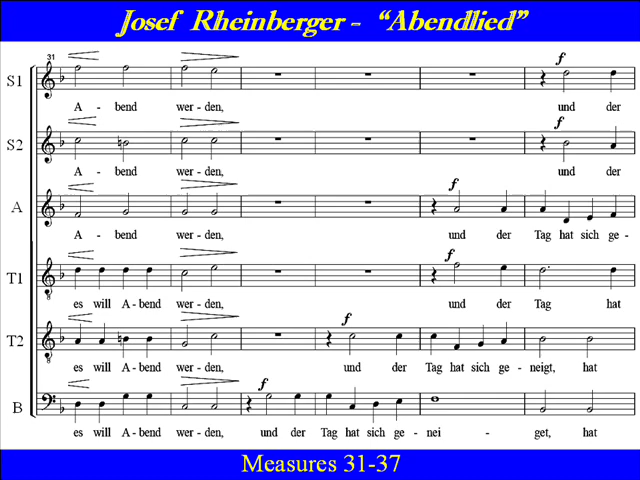 Josef Rheinberger - “Abendlied”
31
S1
f
A - bend wer - den, und der
S2
f
A - bend wer - den, und der
A
f
A - bend wer - den, und der Tag hat sich ge-
T1
f
es will A - bend wer - den, und der Tag hat
T2
f
es will A - bend wer - den, und der Tag hat sich ge - neigt, hat
B
f
es will A - bend wer - den, und der Tag hat sich ge - nei - get, hat
Measures 31-37